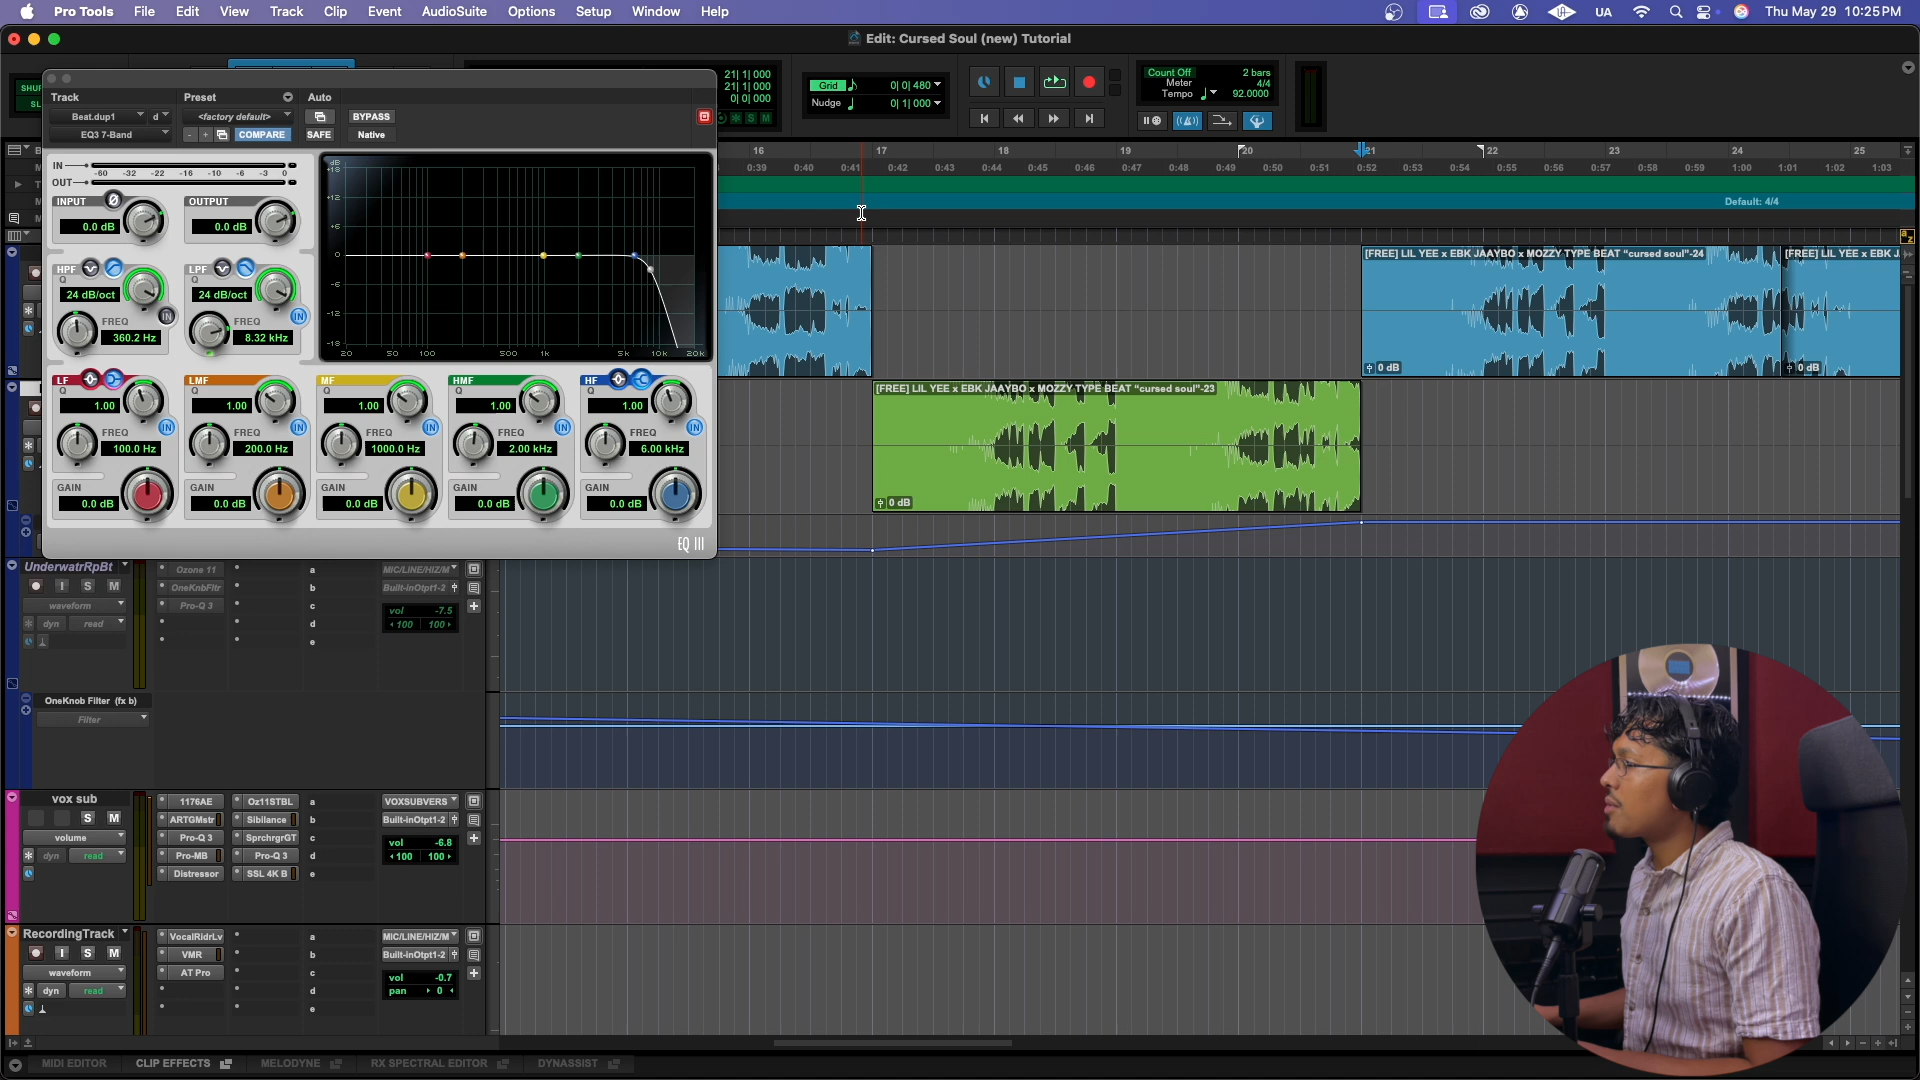 Pro Tools File Edit View Track Clip Event AudioSuite Options Setup Window Help UA Thu May 29 10:25PM
Edit: Cursed Soul (new) Tutorial
Track Preset Auto
Beat.dup1 d <factory default> BYPASS
EQ3 7-Band - + COMPARE SAFE Native
21| 1| 000
21| 1| 000
0| 0| 000
Grid 0| 0| 480
Nudge 0| 1| 000
Count Off 2 bars
Meter 4/4
Tempo 92.0000
IN
-60 -32 -22 -16 -10 -6 -3 0
OUT
INPUT OUTPUT
0.0 dB 0.0 dB
HPF LPF
24 dB/oct 24 dB/oct
IN IN
FREQ FREQ
360.2 Hz 8.32 kHz
dB
+18
+12
+6
0
-6
-12
-18
20 50 100 500 1k 5k 10k 20k
LF LMF MF HMF HF
Q Q Q Q Q
1.00 1.00 1.00 1.00 1.00
IN IN IN IN IN
FREQ FREQ FREQ FREQ FREQ
100.0 Hz 200.0 Hz 1000.0 Hz 2.00 kHz 6.00 kHz
GAIN GAIN GAIN GAIN GAIN
0.0 dB 0.0 dB 0.0 dB 0.0 dB 0.0 dB
EQ III
16 17 18 19 20 21 22 23 24 25
0:39 0:40 0:41 0:42 0:43 0:44 0:45 0:46 0:47 0:48 0:49 0:50 0:51 0:52 0:53 0:54 0:55 0:56 0:57 0:58 0:59 1:00 1:01 1:02 1:03
Default: 4/4
[FREE] LIL YEE x EBK JAAYBO x MOZZY TYPE BEAT “cursed soul”-24
[FREE] LIL YEE x EBK J
0 dB 0 dB
[FREE] LIL YEE x EBK JAAYBO x MOZZY TYPE BEAT “cursed soul”-23
0 dB
UnderwatrRpBt Ozone 11 a MIC/LINE/HIZ/M
I S M OneKnbFltr b Built-inOtpt1-2
waveform Pro-Q 3 c vol -7.5
dyn read d 100 100
e
OneKnob Filter (fx b)
Filter
vox sub 1176AE Oz11STBL a VOXSUBVERS
S M ARTGMstr Sibilance b Built-inOtpt1-2
volume Pro-Q 3 SprchrgrGT c vol -6.8
dyn read Pro-MB Pro-Q 3 d 100 100
Distressor SSL 4K B e
RecordingTrack VocalRidrLv a MIC/LINE/HIZ/M
I S M VMR b Built-inOtpt1-2
waveform AT Pro c vol -0.7
dyn read d pan 0
e
MIDI EDITOR CLIP EFFECTS MELODYNE RX SPECTRAL EDITOR DYNASSIST